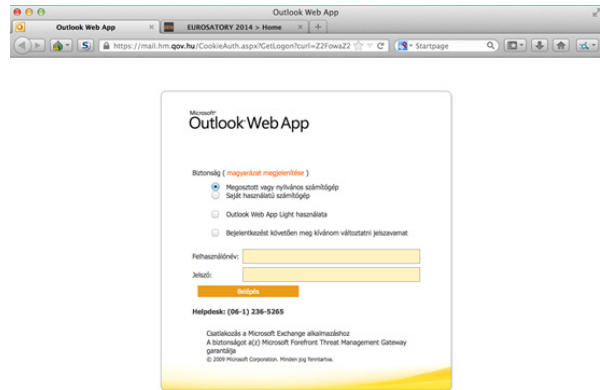 Outlook Web App
Outlook Web App
EUROSATORY 2014 > Home
https://mail.hm.qov.hu/CookieAuth.aspx?GetLogon?curl=Z2FowaZ2
Startpage
Microsoft®
Outlook Web App
Biztonság ( magyarázat megjelenítése )
Megosztott vagy nyilvános számítógép
Saját használatú számítógép
Outlook Web App Light használata
Bejelentkezést követően meg kívánom változtatni jelszavamat
Felhasználónév:
Jelszó:
Belépés
Helpdesk: (06-1) 236-5265
Csatlakozás a Microsoft Exchange alkalmazáshoz
A biztonságot a(z) Microsoft Forefront Threat Management Gateway
garantálja
© 2009 Microsoft Corporation. Minden jog fenntartva.